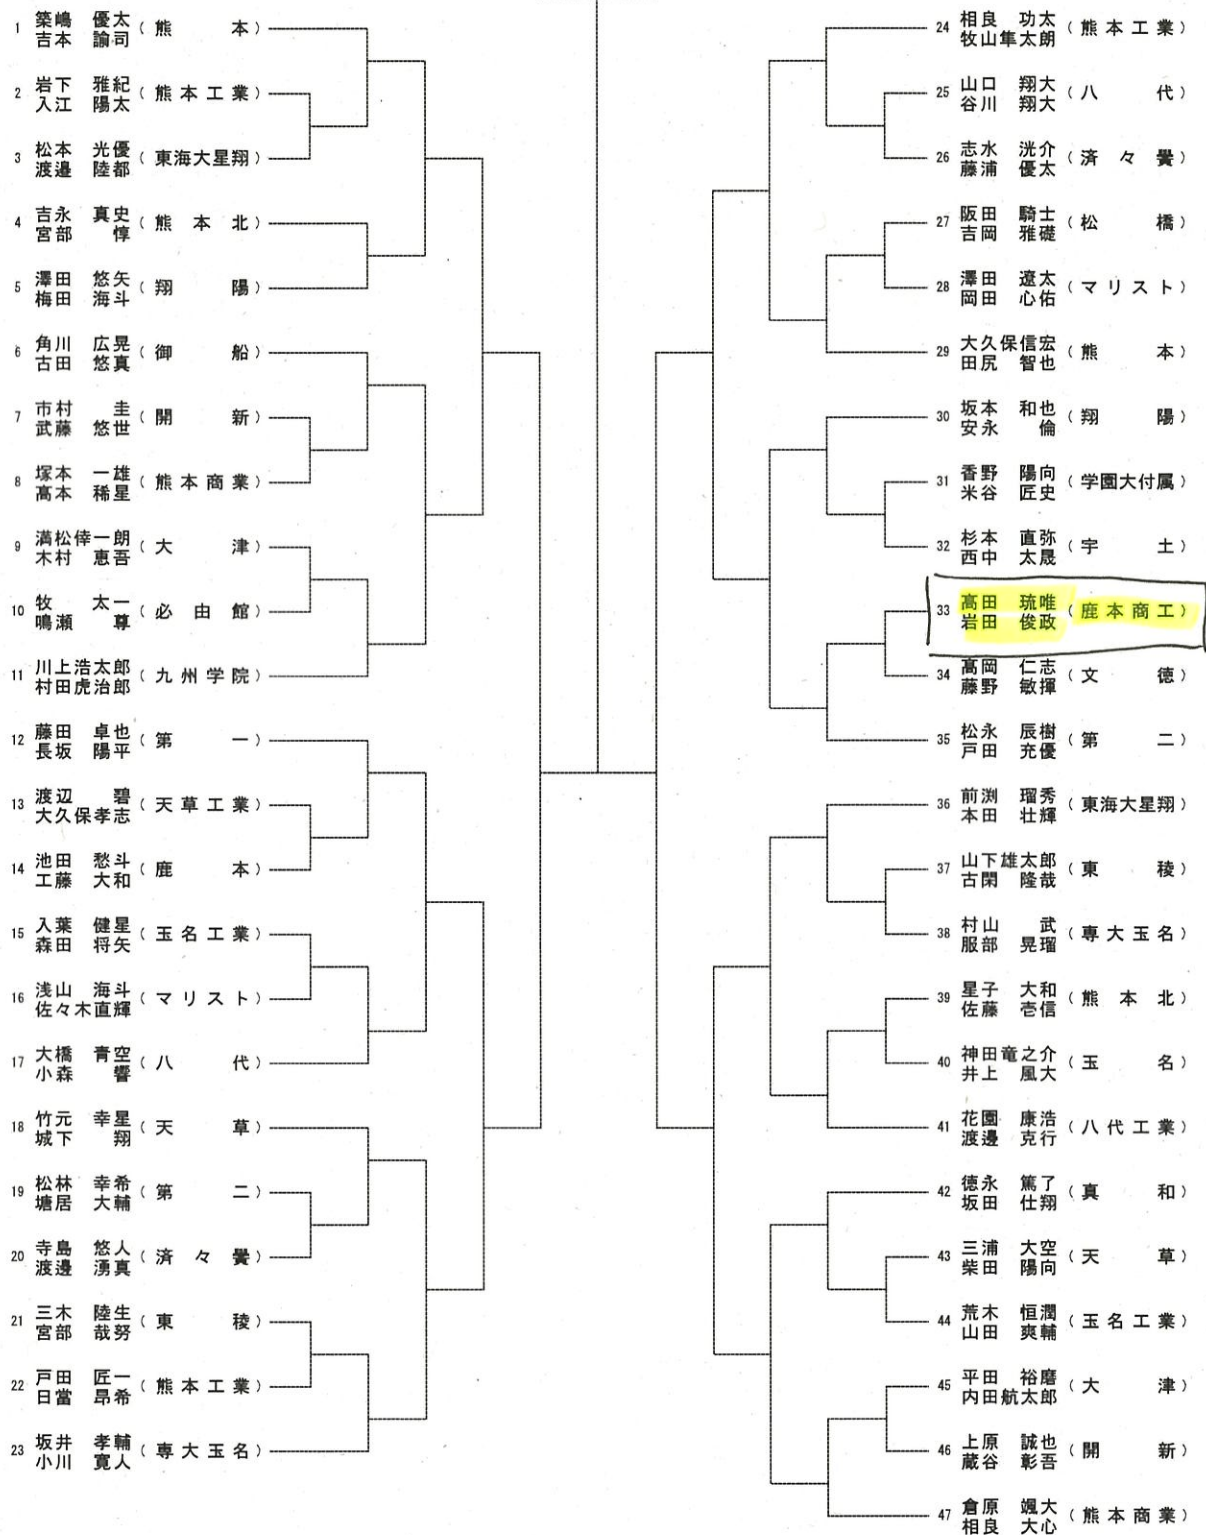 1 築嶋 優太 (熊 本)
吉本 諭司
2 岩下 雅紀 (熊本工業)
入江 陽太
3 松本 光優 (東海大星翔)
渡邉 陸都
4 吉永 真史 (熊 本 北)
宮部 惇
5 澤田 悠矢 (翔 陽)
梅田 海斗
6 角川 広晃 (御 船)
古田 悠真
7 市村 圭 (開 新)
武藤 悠世
8 塚本 一雄 (熊本商業)
髙本 稀星
9 満松倖一朗 (大 津)
木村 恵吾
10 牧 太一 (必 由 館)
鳴瀬 尊
11 川上浩太郎 (九州学院)
村田虎治郎
12 藤田 卓也 (第 一)
長坂 陽平
13 渡辺 碧 (天草工業)
大久保孝志
14 池田 愁斗 (鹿 本)
工藤 大和
15 入葉 健星 (玉名工業)
森田 将矢
16 浅山 海斗 (マリスト)
佐々木直輝
17 大橋 青空 (八 代)
小森 響
18 竹元 幸星 (天 草)
城下 翔
19 松林 幸希 (第 二)
塘居 大輔
20 寺島 悠人 (済 々 黌)
渡邊 湧真
21 三木 陸生 (東 稜)
宮部 哉努
22 戸田 匠一 (熊本工業)
日當 昂希
23 坂井 孝輔 (専大玉名)
小川 寛人
24 相良 功太 (熊本工業)
牧山隼太朗
25 山口 翔大 (八 代)
谷川 翔大
26 志水 洸介 (済 々 黌)
藤浦 優太
27 阪田 騎士 (松 橋)
吉岡 雅礎
28 澤田 遼太 (マリスト)
岡田 心佑
29 大久保信宏 (熊 本)
田尻 智也
30 坂本 和也 (翔 陽)
安永 倫
31 香野 陽向 (学園大付属)
米谷 匠史
32 杉本 直弥 (宇 土)
西中 太晟
33 髙田 琉唯 (鹿本商工)
岩田 俊政
34 髙岡 仁志 (文 徳)
藤野 敏揮
35 松永 辰樹 (第 二)
戸田 充優
36 前渕 瑠秀 (東海大星翔)
本田 壮輝
37 山下雄太郎 (東 稜)
古閑 隆哉
38 村山 武 (専大玉名)
服部 晃瑠
39 星子 大和 (熊 本 北)
佐藤 壱信
40 神田竜之介 (玉 名)
井上 風大
41 花園 康浩 (八代工業)
渡邊 克行
42 徳永 篤了 (真 和)
坂田 仕翔
43 三浦 大空 (天 草)
柴田 陽向
44 荒木 恒潤 (玉名工業)
山田 爽輔
45 平田 裕磨 (大 津)
内田航太郎
46 上原 誠也 (開 新)
蔵谷 彰吾
47 倉原 颯大 (熊本商業)
相良 大心